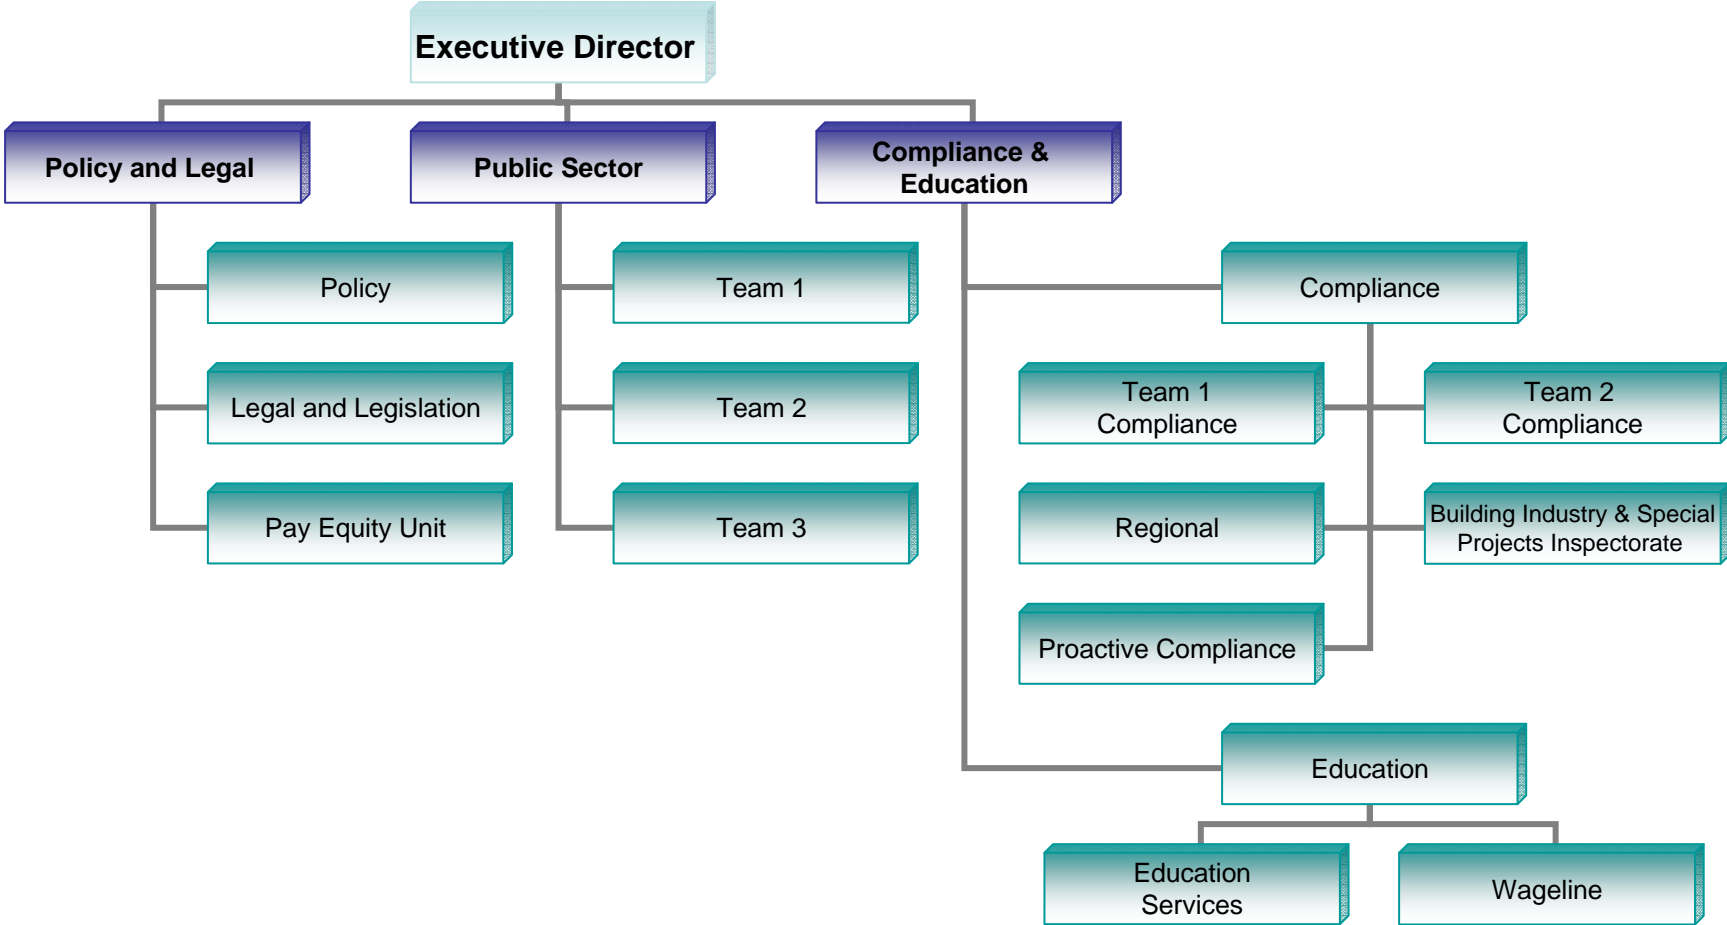 Executive Director
Policy and Legal
Public Sector
Compliance &
Education
Policy
Team 1
Compliance
Legal and Legislation
Team 2
Team 1
Compliance
Team 2
Compliance
Pay Equity Unit
Team 3
Regional
Building Industry & Special
Projects Inspectorate
Proactive Compliance
Education
Education
Services
Wageline